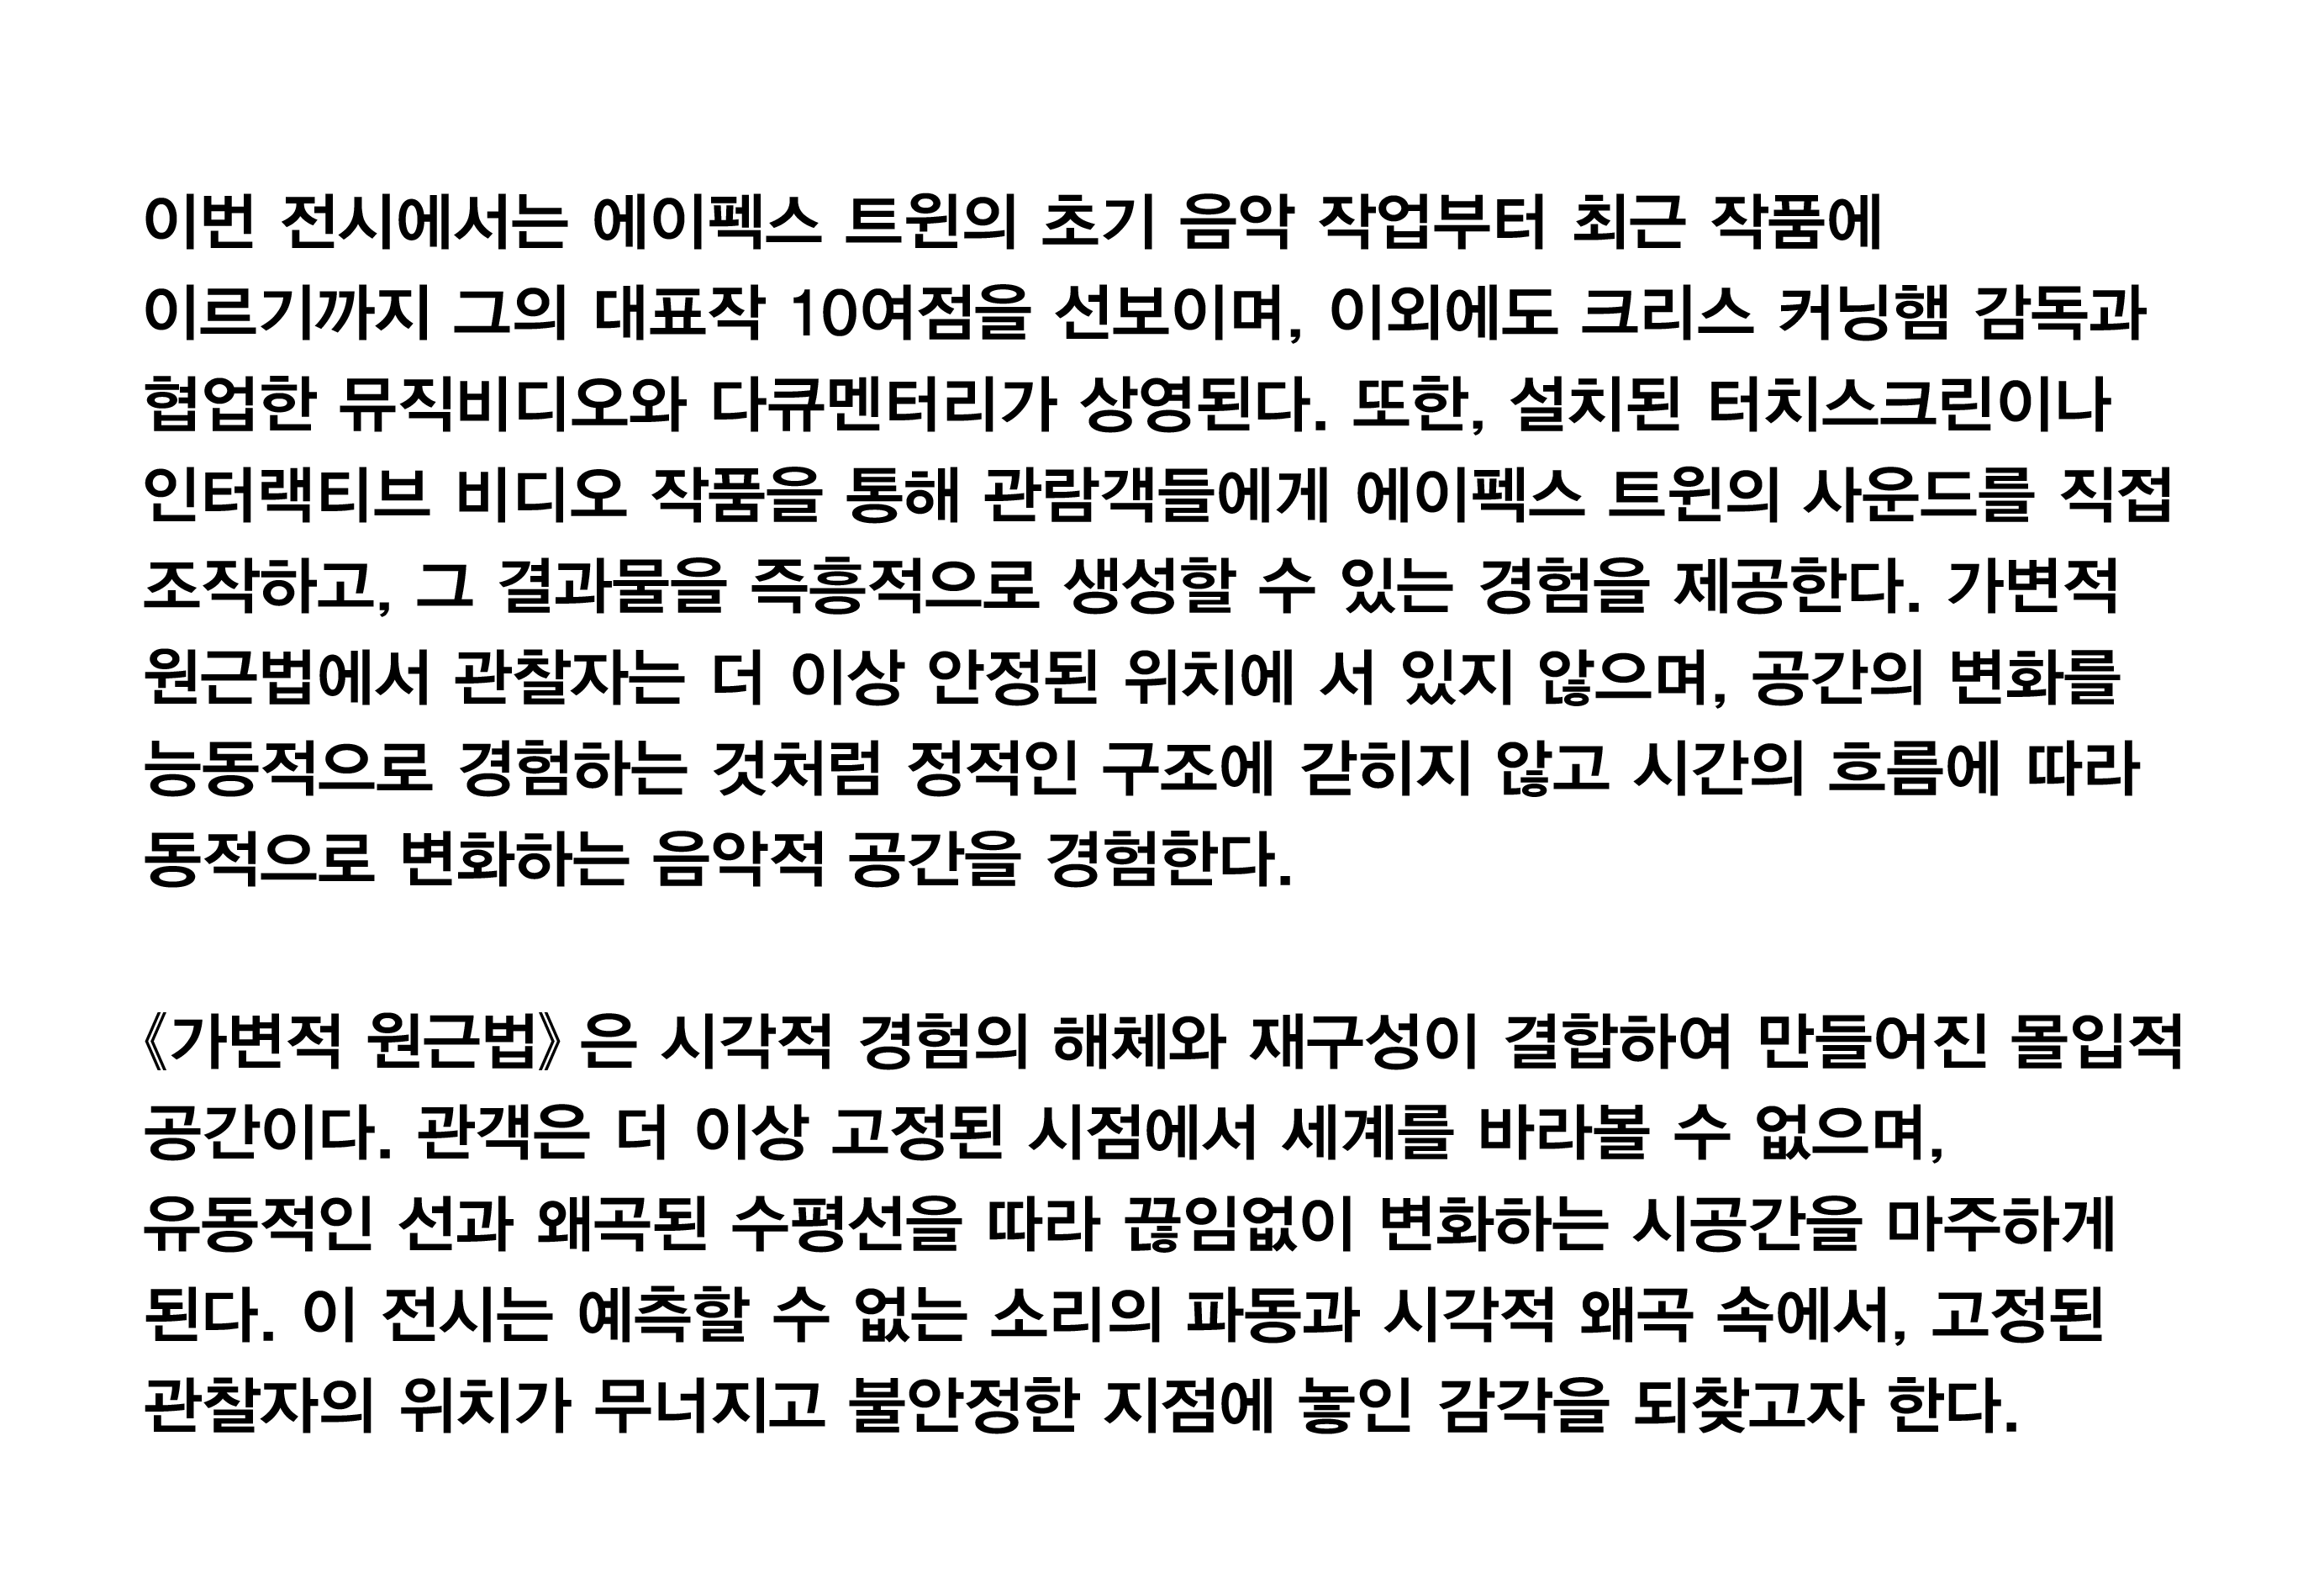 이번 전시에서는 에이펙스 트윈의 초기 음악 작업부터 최근 작품에
이르기까지 그의 대표작 100여점을 선보이며, 이외에도 크리스 커닝햄 감독과
협업한 뮤직비디오와 다큐멘터리가 상영된다. 또한, 설치된 터치스크린이나
인터랙티브 비디오 작품을 통해 관람객들에게 에이펙스 트윈의 사운드를 직접
조작하고, 그 결과물을 즉흥적으로 생성할 수 있는 경험을 제공한다. 가변적
원근법에서 관찰자는 더 이상 안정된 위치에 서 있지 않으며, 공간의 변화를
능동적으로 경험하는 것처럼 정적인 구조에 갇히지 않고 시간의 흐름에 따라
동적으로 변화하는 음악적 공간을 경험한다.
《가변적 원근법》은 시각적 경험의 해체와 재구성이 결합하여 만들어진 몰입적
공간이다. 관객은 더 이상 고정된 시점에서 세계를 바라볼 수 없으며,
유동적인 선과 왜곡된 수평선을 따라 끊임없이 변화하는 시공간을 마주하게
된다. 이 전시는 예측할 수 없는 소리의 파동과 시각적 왜곡 속에서, 고정된
관찰자의 위치가 무너지고 불안정한 지점에 놓인 감각을 되찾고자 한다.